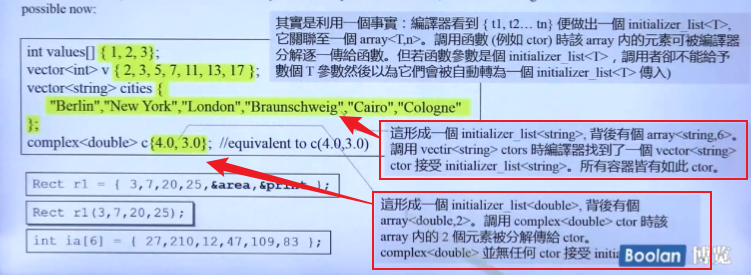 possible now:
其實是利用一個事實：編譯器看到 { t1, t2… tn} 便做出一個 initializer_list<T>,
它關聯至一個 array<T,n>。調用函數 (例如 ctor) 時該 array 內的元素可被編譯器
分解逐一傳給函數。但若函數參數是個 initializer_list<T>，調用者卻不能給予
數個 T 參數然後以為它們會被自動轉為一個 initializer_list<T> 傳入)
int values[] { 1, 2, 3};
vector<int> v { 2, 3, 5, 7, 11, 13, 17 };
vector<string> cities {
"Berlin","New York","London","Braunschweig","Cairo","Cologne"
};
complex<double> c{4.0, 3.0}; //equivalent to c(4.0,3.0)
這形成一個 initializer_list<string>, 背後有個 array<string,6>。
調用 vectir<string> ctors 時編譯器找到了一個 vector<string>
ctor 接受 initializer_list<string>。所有容器皆有如此 ctor。
Rect r1 = { 3,7,20,25,&area,&print };
Rect r1(3,7,20,25);
int ia[6] = { 27,210,12,47,109,83 };
這形成一個 initializer_list<double>, 背後有個
array<double,2>。調用 complex<double> ctor 時該
array 內的 2 個元素被分解傳給 ctor。
complex<double> 並無任何 ctor 接受
Boolan 博览